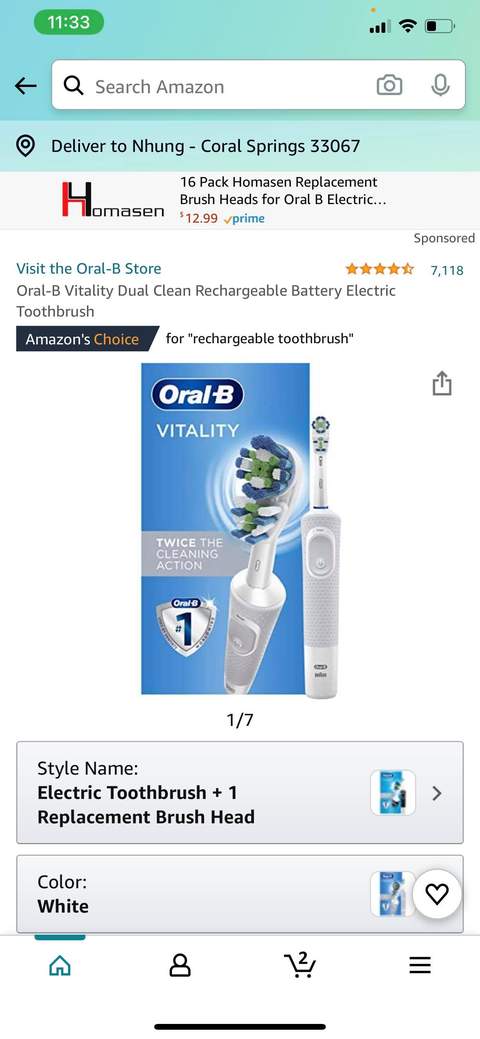 11:33
Search Amazon
Deliver to Nhung - Coral Springs 33067
Homasen
16 Pack Homasen Replacement
Brush Heads for Oral B Electric...
$12.99 prime
Sponsored
Visit the Oral-B Store
7,118
Oral-B Vitality Dual Clean Rechargeable Battery Electric
Toothbrush
Amazon's Choice for "rechargeable toothbrush"
Oral-B
VITALITY
TWICE THE
CLEANING
ACTION
Oral-B
#1
Oral-B
BRAUN
1/7
Style Name:
Electric Toothbrush + 1
Replacement Brush Head
Color:
White
2